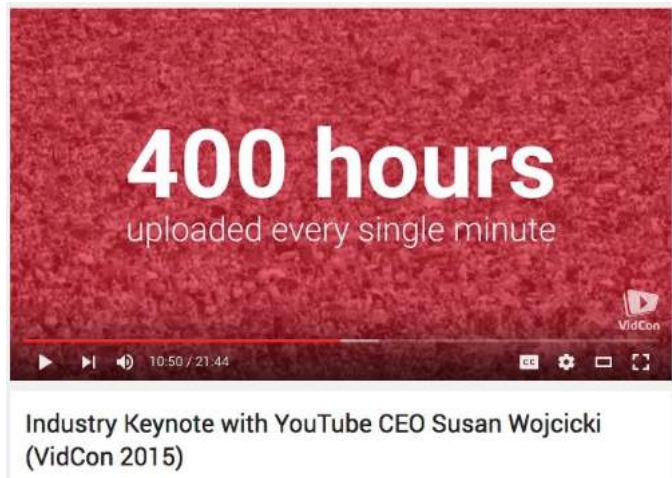 400 hours
uploaded every single minute
VidCon
10:50 / 21:44
CC
Industry Keynote with YouTube CEO Susan Wojcicki
(VidCon 2015)